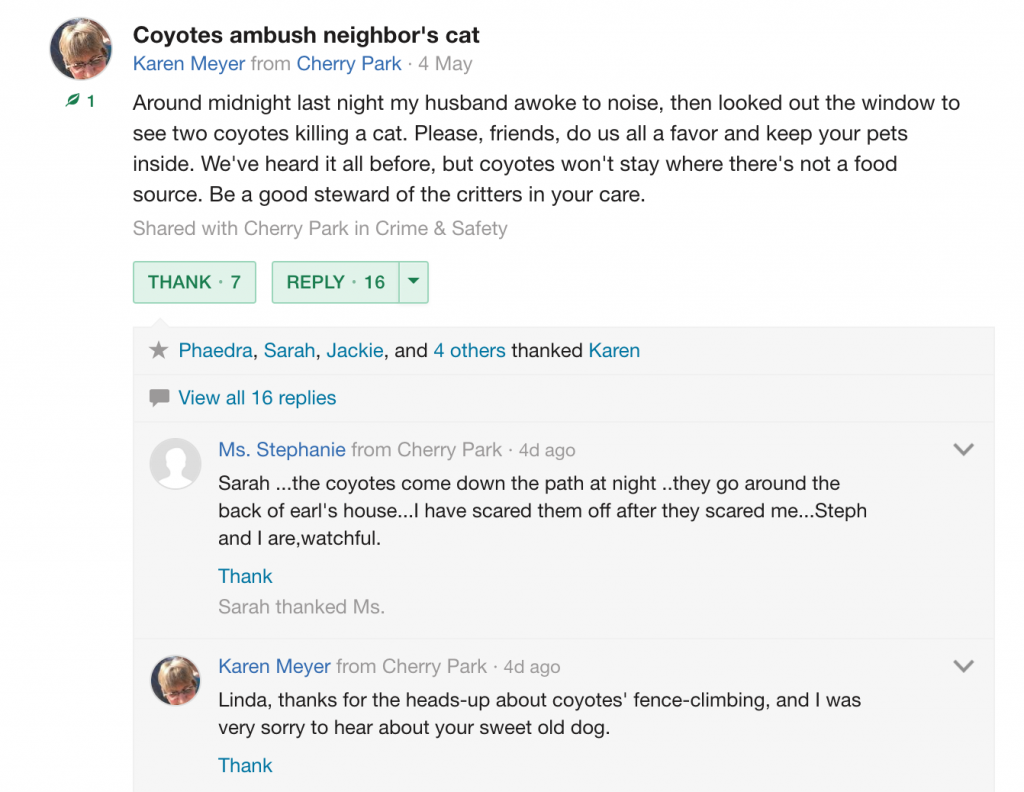 Coyotes ambush neighbor's cat
Karen Meyer from Cherry Park · 4 May
1
Around midnight last night my husband awoke to noise, then looked out the window to
see two coyotes killing a cat. Please, friends, do us all a favor and keep your pets
inside. We've heard it all before, but coyotes won't stay where there's not a food
source. Be a good steward of the critters in your care.
Shared with Cherry Park in Crime & Safety
THANK · 7 REPLY · 16
Phaedra, Sarah, Jackie, and 4 others thanked Karen
View all 16 replies
Ms. Stephanie from Cherry Park · 4d ago
Sarah ...the coyotes come down the path at night ..they go around the
back of earl's house...I have scared them off after they scared me...Steph
and I are,watchful.
Thank
Sarah thanked Ms.
Karen Meyer from Cherry Park · 4d ago
Linda, thanks for the heads-up about coyotes' fence-climbing, and I was
very sorry to hear about your sweet old dog.
Thank